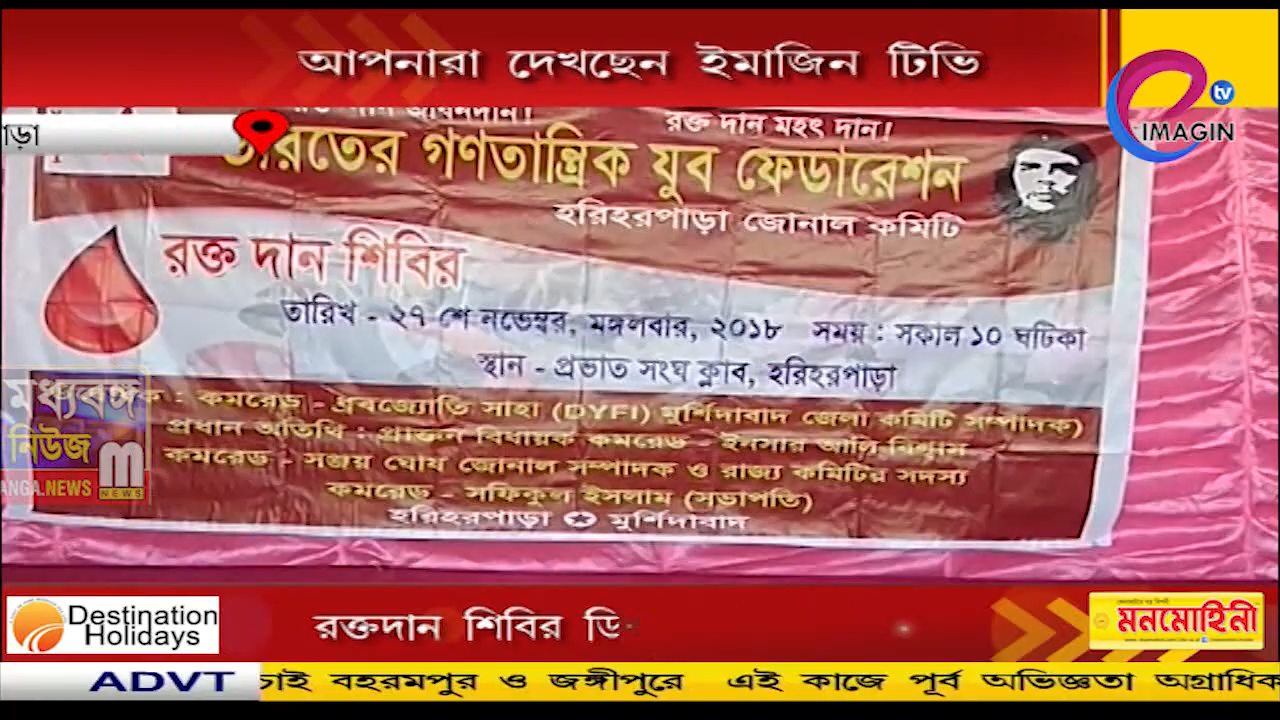 আপনারা দেখছেন ইমাজিন টিভি
tv
IMAGIN
রক্ত দান মহৎ দান!
ভারতের গণতান্ত্রিক যুব ফেডারেশন
হরিহরপাড়া জোনাল কমিটি
রক্ত দান শিবির
তারিখ - ২৭ শে নভেম্বর, মঙ্গলবার, ২০১৮ সময় : সকাল ১০ ঘটিকা
স্থান - প্রভাত সংঘ ক্লাব, হরিহরপাড়া
: কমরেড - ধ্রুবজ্যোতি সাহা (DYFI) মুর্শিদাবাদ জেলা কমিটি সম্পাদক)
প্রধান অতিথি : প্রাক্তন বিধায়ক কমরেড - ইনসার আলি বিশ্বাস
কমরেড - সঞ্জয় ঘোষ জোনাল সম্পাদক ও রাজ্য কমিটির সদস্য
কমরেড - সফিকুল ইসলাম (সভাপতি)
হরিহরপাড়া ✪ মুর্শিদাবাদ
মধ্যবঙ্গ
নিউজ
ANGA.NEWS
NEWS
Destination
Holidays
রক্তদান শিবির
মনমোহিনী
ADVT চাই বহরমপুর ও জঙ্গীপুরে এই কাজে পূর্ব অভিজ্ঞতা অগ্রাধিক